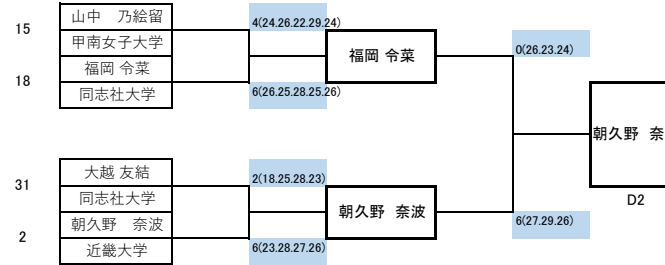 15
山中　乃絵留
甲南女子大学
18
福岡 令菜
同志社大学
4(24.26.22.29.24)
6(26.25.28.25.26)
福岡 令菜
0(26.23.24)
朝久野 奈
D2
31
大越 友結
同志社大学
2
朝久野　奈波
近畿大学
2(18.25.28.23)
6(23.28.27.26)
朝久野 奈波
6(27.29.26)